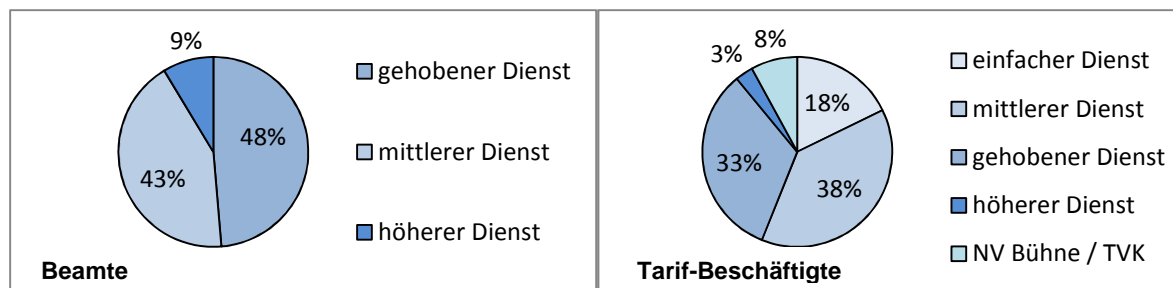 9%
48%
43%
gehobener Dienst
mittlerer Dienst
höherer Dienst
Beamte
3%
8%
18%
33%
38%
einfacher Dienst
mittlerer Dienst
gehobener Dienst
höherer Dienst
NV Bühne / TVK
Tarif-Beschäftigte